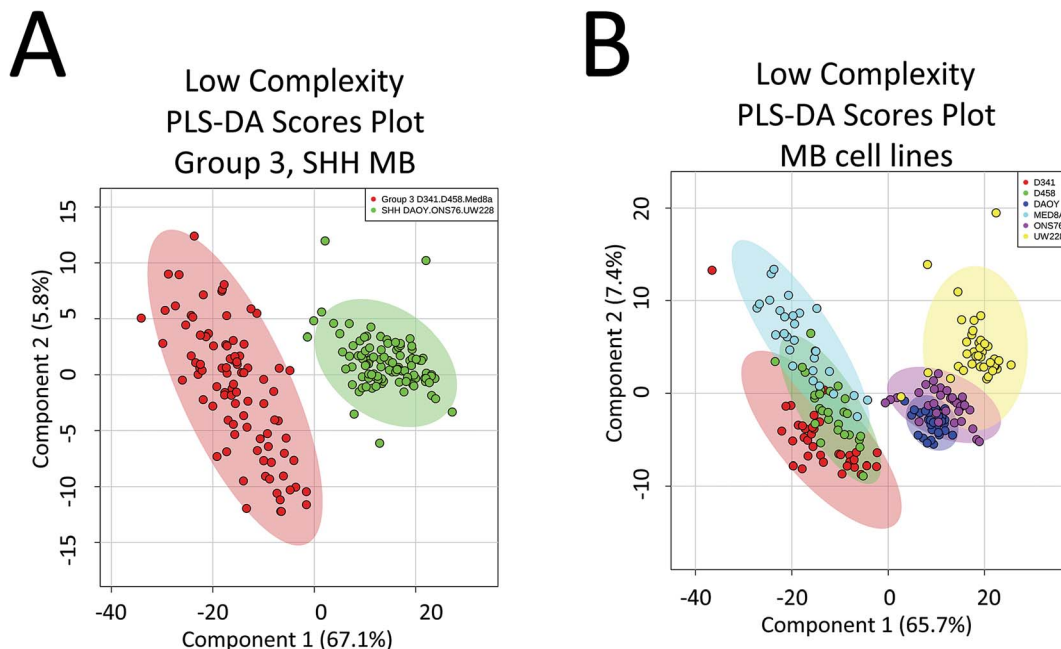 A
Low Complexity
PLS-DA Scores Plot
Group 3, SHH MB
Group 3 D341.D458.Med8a
SHH DAOY.ONS76.UW228
Component 2 (5.8%)
15
10
5
0
-5
-10
-15
-40
-20
0
20
Component 1 (67.1%)
B
Low Complexity
PLS-DA Scores Plot
MB cell lines
D341
D458
DAOY
MED8A
ONS76
UW228
Component 2 (7.4%)
20
10
0
-10
-40
-20
0
20
Component 1 (65.7%)